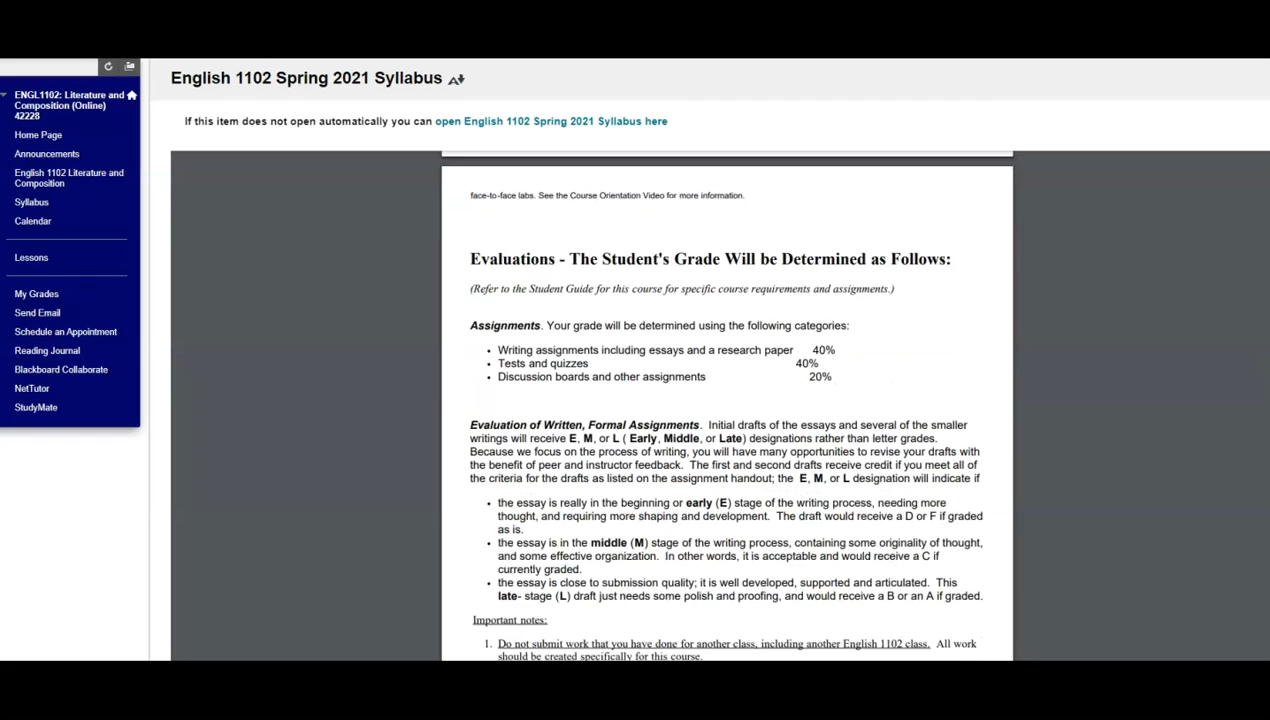 English 1102 Spring 2021 Syllabus
If this item does not open automatically you can open English 1102 Spring 2021 Syllabus here
ENGL1102: Literature and
Composition (Online)
42228
Home Page
Announcements
English 1102 Literature and
Composition
Syllabus
Calendar
Lessons
My Grades
Send Email
Schedule an Appointment
Reading Journal
Blackboard Collaborate
NetTutor
StudyMate
face-to-face labs. See the Course Orientation Video for more information.
Evaluations - The Student's Grade Will be Determined as Follows:
(Refer to the Student Guide for this course for specific course requirements and assignments.)
Assignments. Your grade will be determined using the following categories:
• Writing assignments including essays and a research paper 40%
• Tests and quizzes 40%
• Discussion boards and other assignments 20%
Evaluation of Written, Formal Assignments. Initial drafts of the essays and several of the smaller
writings will receive E, M, or L ( Early, Middle, or Late) designations rather than letter grades.
Because we focus on the process of writing, you will have many opportunities to revise your drafts with
the benefit of peer and instructor feedback. The first and second drafts receive credit if you meet all of
the criteria for the drafts as listed on the assignment handout; the E, M, or L designation will indicate if
• the essay is really in the beginning or early (E) stage of the writing process, needing more
thought, and requiring more shaping and development. The draft would receive a D or F if graded
as is.
• the essay is in the middle (M) stage of the writing process, containing some originality of thought,
and some effective organization. In other words, it is acceptable and would receive a C if
currently graded.
• the essay is close to submission quality; it is well developed, supported and articulated. This
late- stage (L) draft just needs some polish and proofing, and would receive a B or an A if graded.
Important notes:
1. Do not submit work that you have done for another class, including another English 1102 class. All work
should be created specifically for this course.